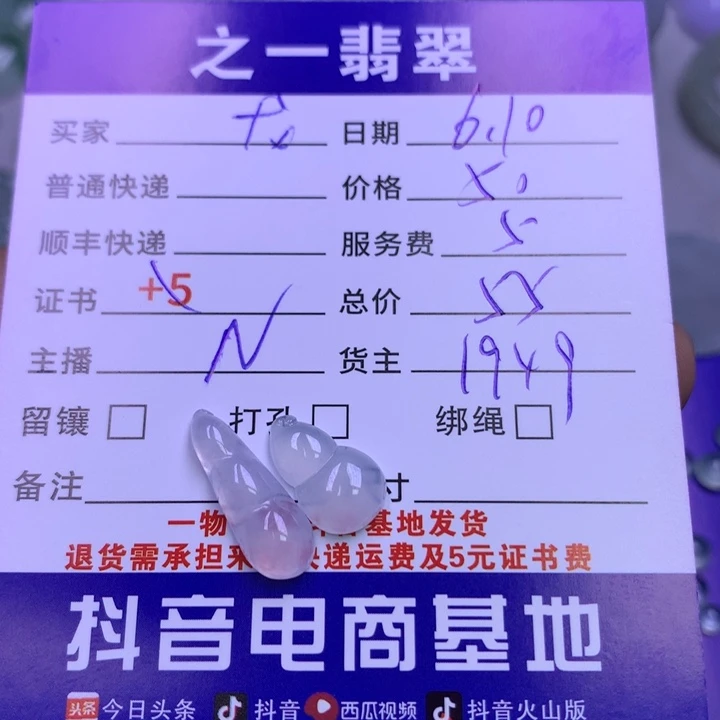 之一翡翠
买家 日期 6.10
普通快递 价格 50
顺丰快递 服务费 5
证书 +5 总价 55
主播 N 货主 1949
留镶 打孔 绑绳
备注 寸
一物 基地发货
退货需承担来 快递运费及5元证书费
抖音电商基地
头条 今日头条 抖音 西瓜视频 抖音火山版